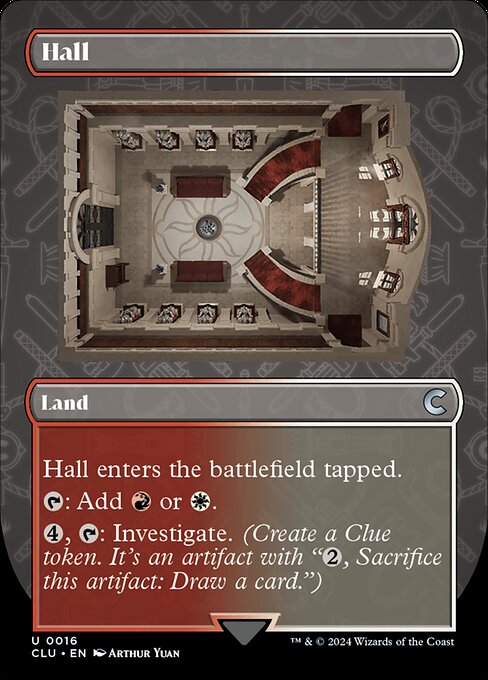 Hall
Land
Hall enters the battlefield tapped.
: Add or .
4, : Investigate. (Create a Clue
token. It's an artifact with “2, Sacrifice
this artifact: Draw a card.”)
U 0016
™ & © 2024 Wizards of the Coast
CLU • EN Arthur Yuan